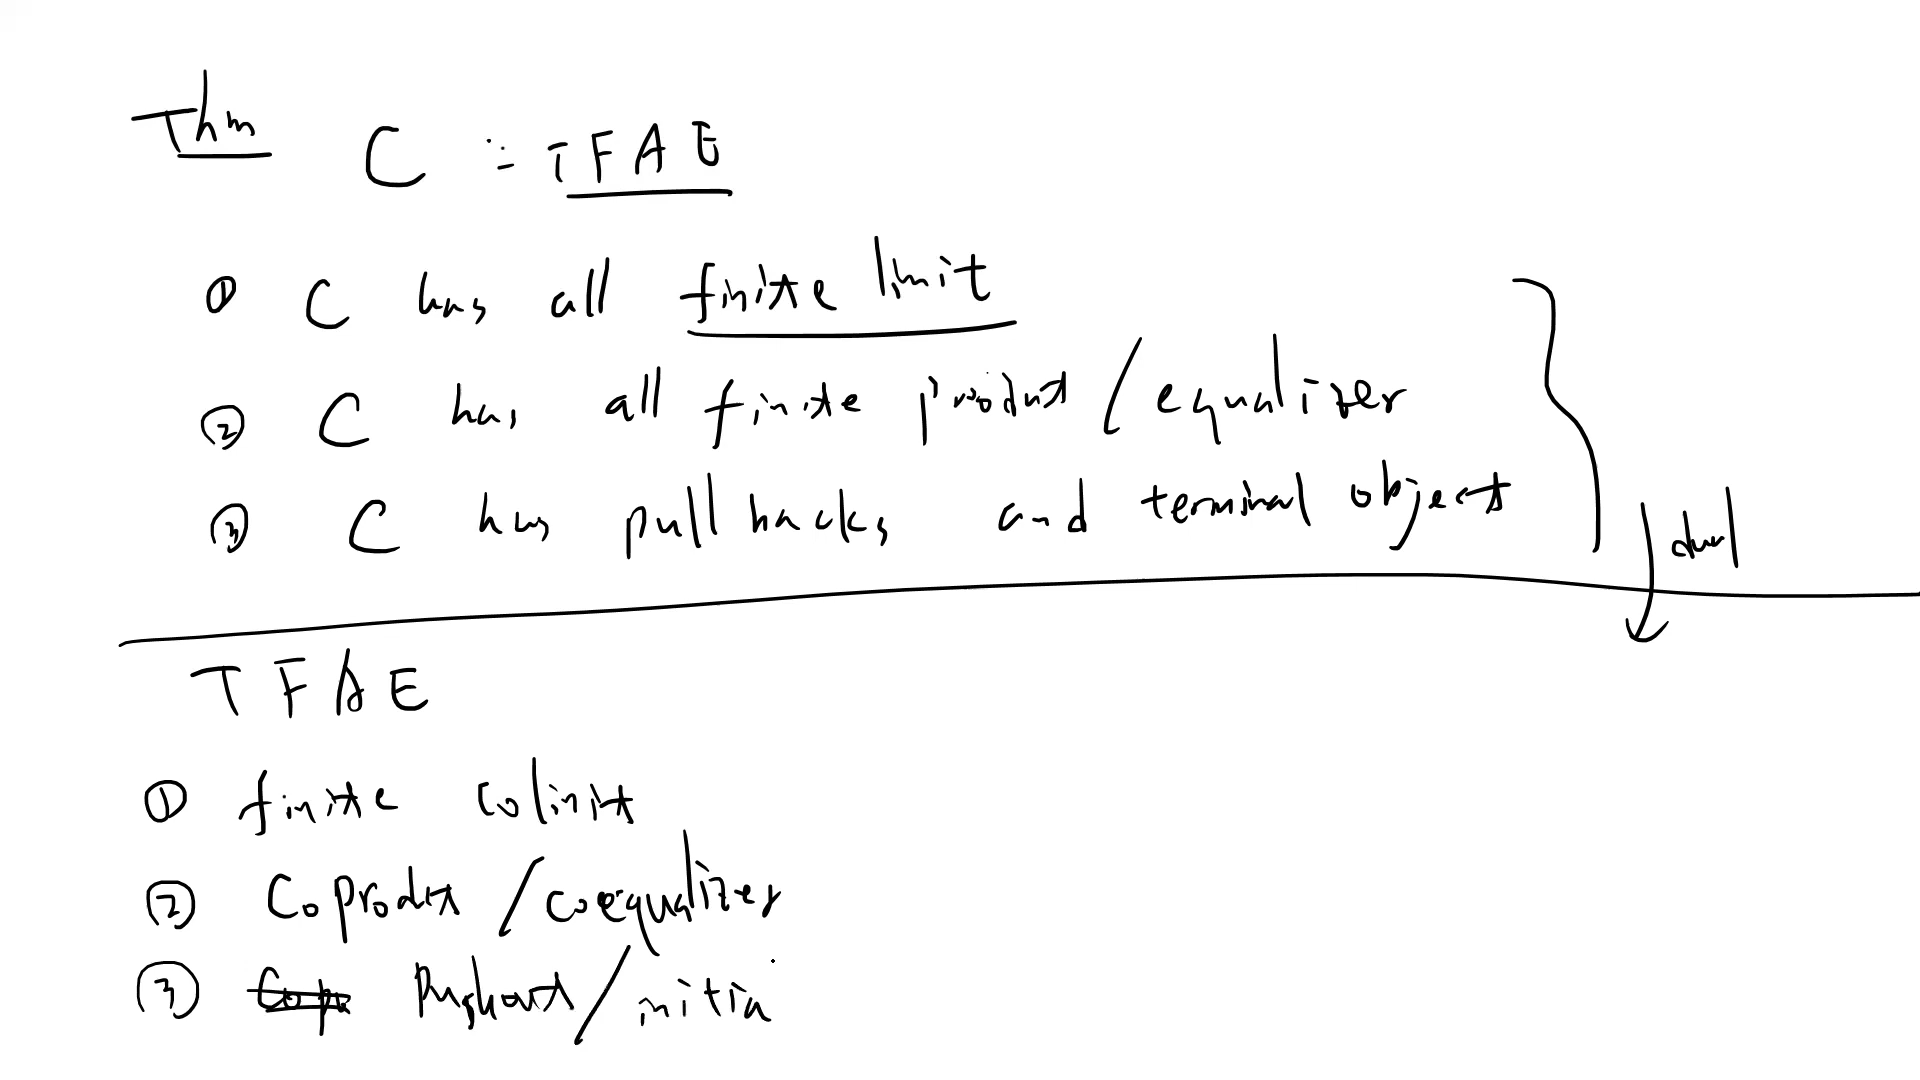 Thm C : TFAE
① C has all finite limit
② C has all finite product / equalizer
③ C has pullbacks and terminal object
dual
TFAE
① finite colimit
② Coproduct / coequalizer
③ Pushout / initia